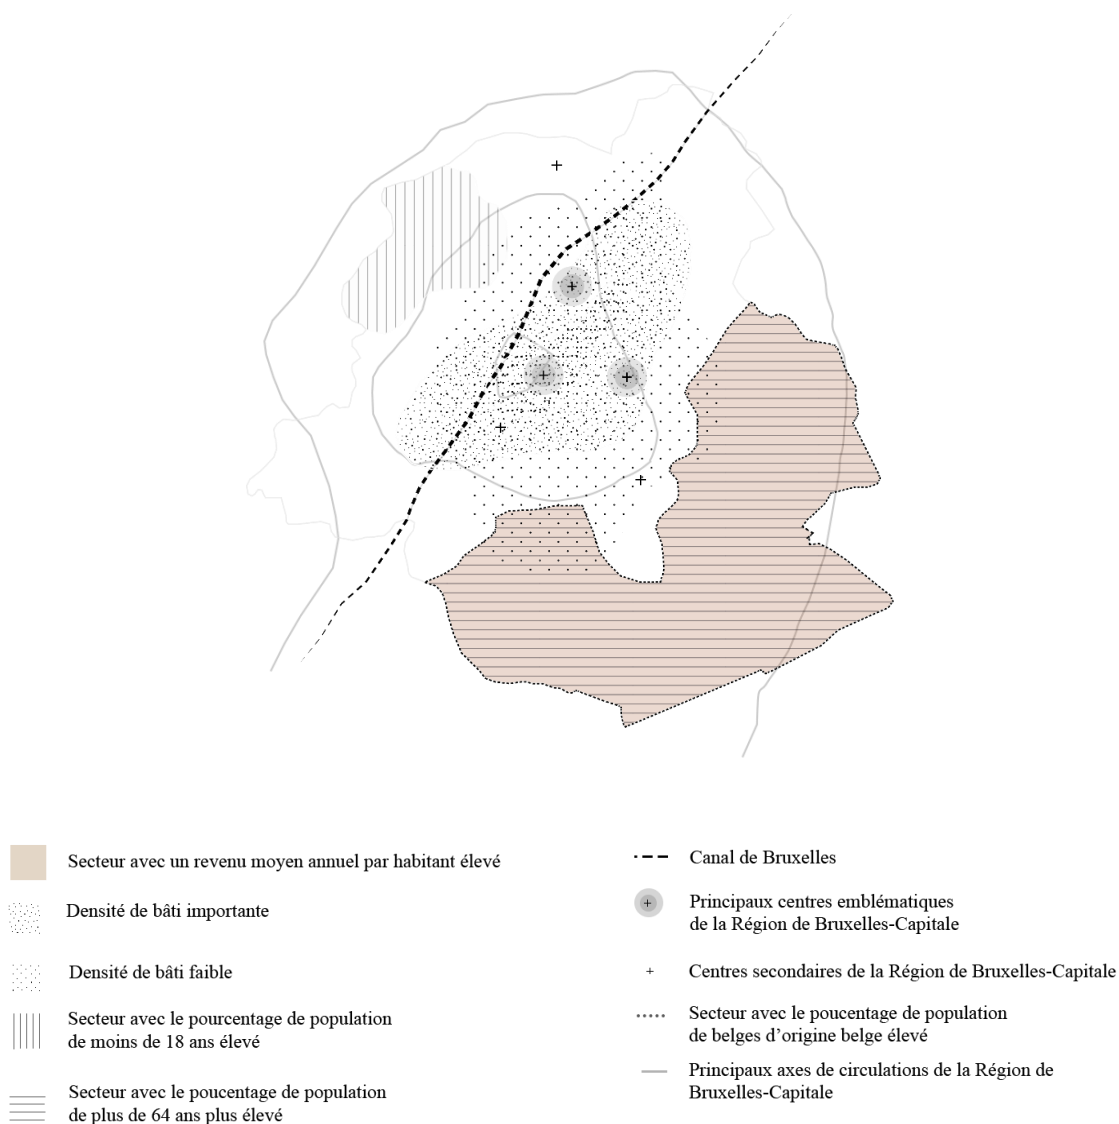 Secteur avec un revenu moyen annuel par habitant élevé
Densité de bâti importante
Densité de bâti faible
Secteur avec le pourcentage de population
de moins de 18 ans élevé
Secteur avec le poucentage de population
de plus de 64 ans plus élevé
Canal de Bruxelles
Principaux centres emblématiques
de la Région de Bruxelles-Capitale
Centres secondaires de la Région de Bruxelles-Capitale
Secteur avec le poucentage de population
de belges d’origine belge élevé
Principaux axes de circulations de la Région de
Bruxelles-Capitale